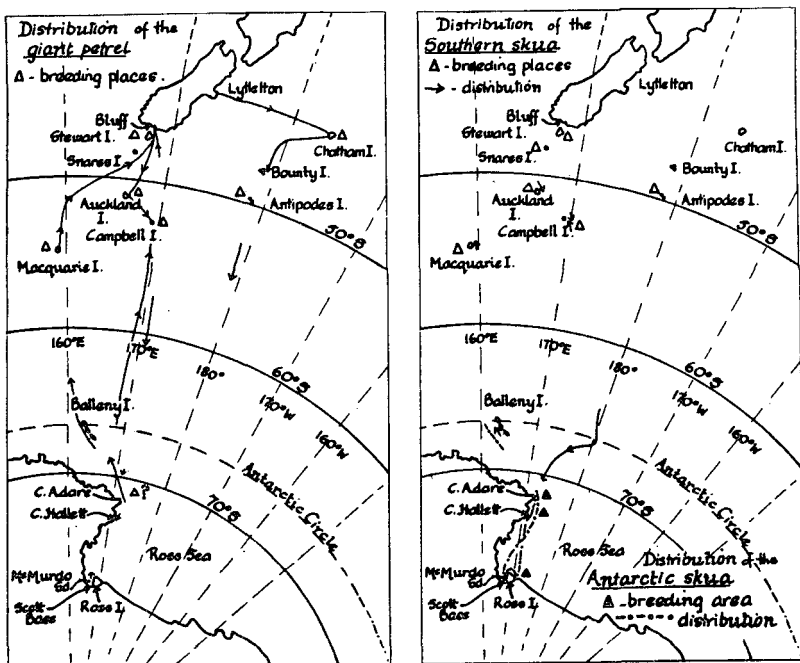 Distribution of the
giant petrel
Δ - breeding places.
Lyttelton
Bluff
Stewart I.
Snares I.
Chatham I.
Bounty I.
Auckland
I.
Antipodes I.
Campbell I.
50°S
Macquarie I.
160°E
170°E
180°
60°S
170°W
160°W
Balleny I.
Antarctic Circle
Δ?
C. Adare
C. Hallett
70°S
Ross Sea
McMurdo
Sd.
Scott
Base
Ross I.
Distribution of the
Southern skua
Δ - breeding places
→ - distribution
Lyttelton
Bluff
Stewart I.
Snares I.
Chatham I.
Bounty I.
Auckland
I.
Antipodes I.
Campbell I.
50°S
Macquarie I.
160°E
170°E
180°
60°S
170°W
160°W
Balleny I.
Antarctic Circle
C. Adare
C. Hallett
70°S
Ross Sea
McMurdo
Sd.
Scott
Base
Ross I.
Distribution of the
Antarctic skua
▲ - breeding area
distribution